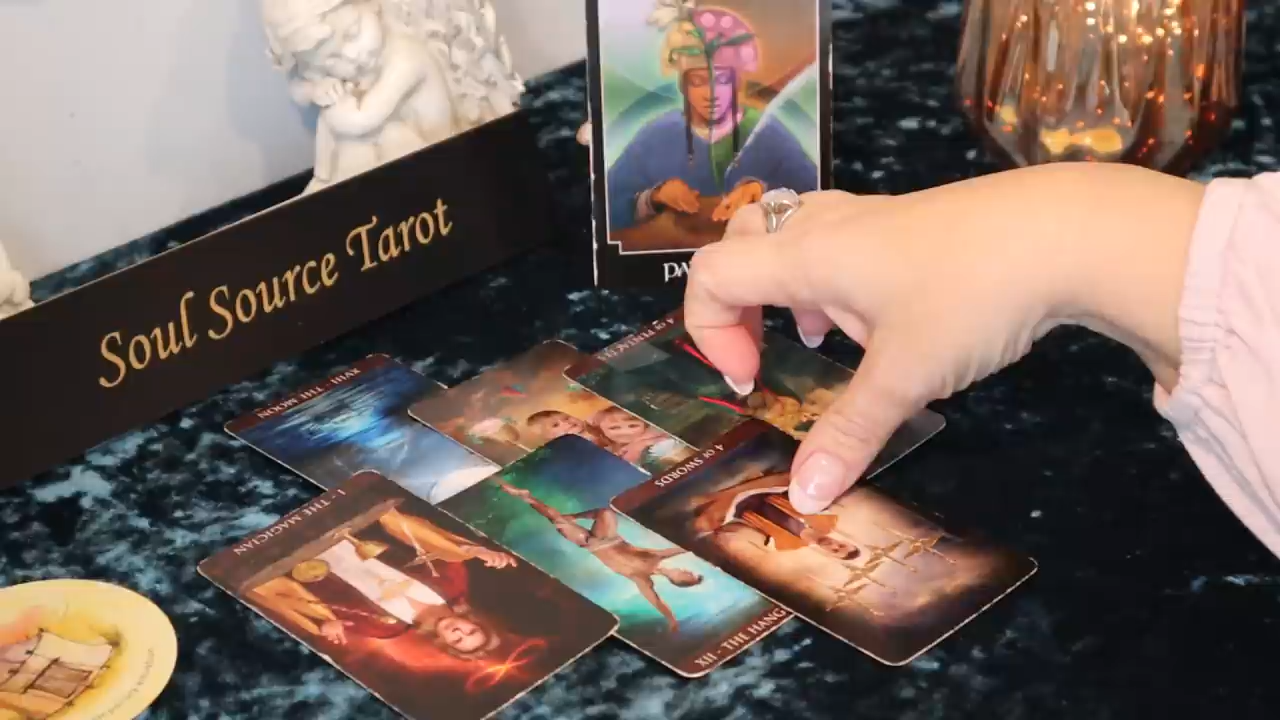 Soul Source Tarot
XVIII - THE MOON
4 OF PENTACLES
4 OF SWORDS
I - THE MAGICIAN
XII - THE HANG